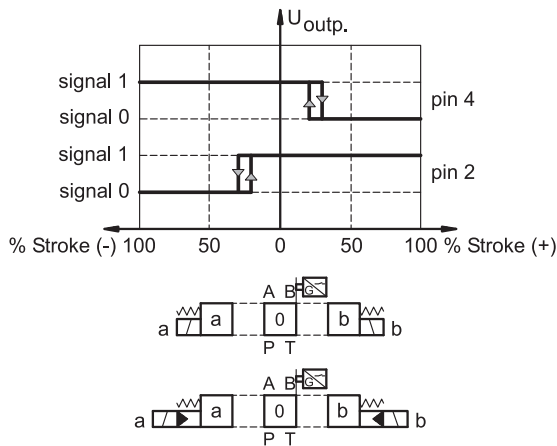 U outp.
signal 1
signal 0
pin 4
signal 1
signal 0
pin 2
% Stroke (-) 100 50 0 50 100 % Stroke (+)
A B G
a a 0 b b
P T
A B G
a a 0 b b
P T